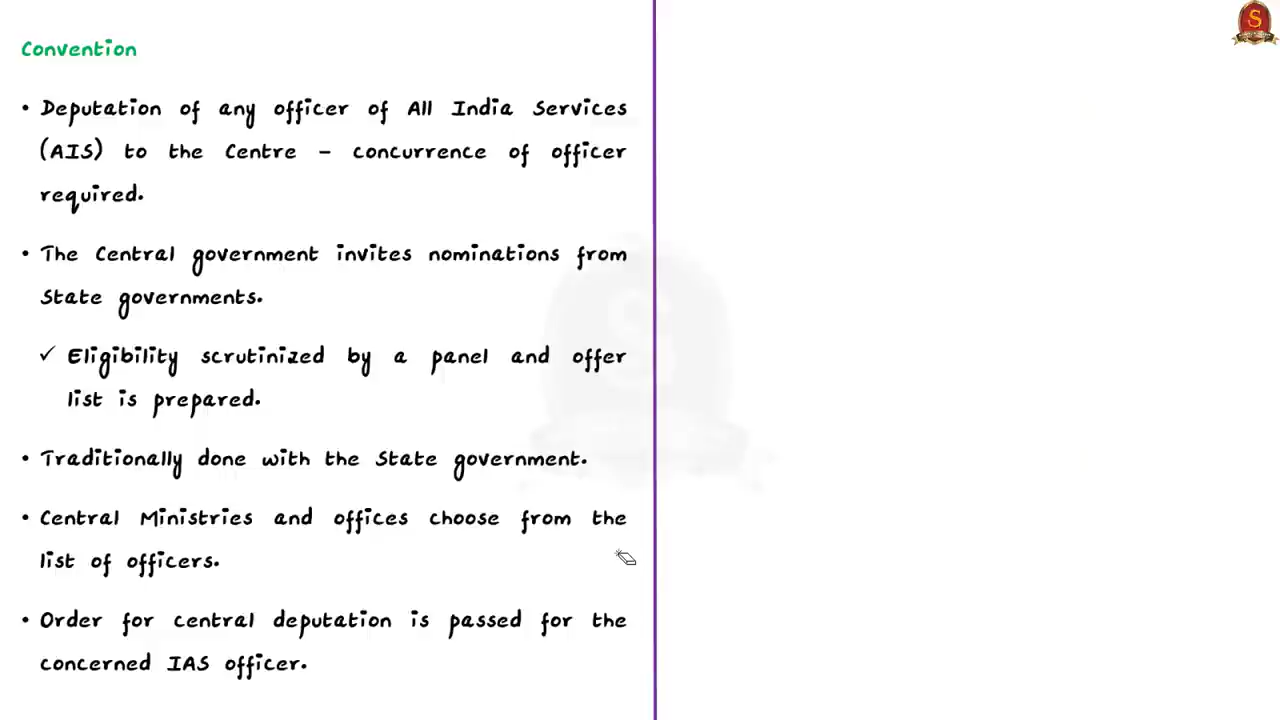 Convention
• Deputation of any officer of All India Services
(AIS) to the Centre – concurrence of officer
required.
• The Central government invites nominations from
State governments.
✓ Eligibility scrutinized by a panel and offer
list is prepared.
• Traditionally done with the State government.
• Central Ministries and offices choose from the
list of officers.
• Order for central deputation is passed for the
concerned IAS officer.
S